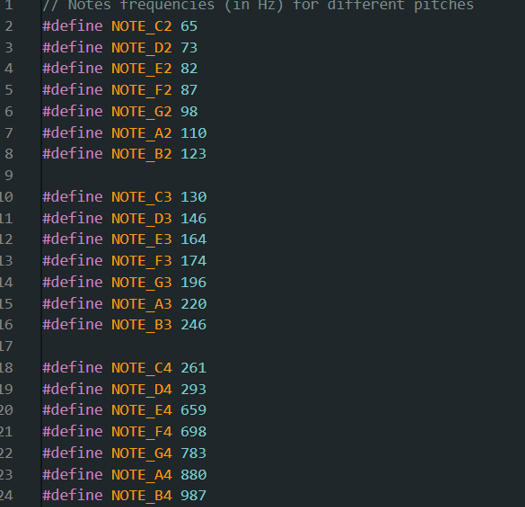 1 // Notes frequencies (in Hz) for different pitches
2 #define NOTE_C2 65
3 #define NOTE_D2 73
4 #define NOTE_E2 82
5 #define NOTE_F2 87
6 #define NOTE_G2 98
7 #define NOTE_A2 110
8 #define NOTE_B2 123
9
10 #define NOTE_C3 130
11 #define NOTE_D3 146
12 #define NOTE_E3 164
13 #define NOTE_F3 174
14 #define NOTE_G3 196
15 #define NOTE_A3 220
16 #define NOTE_B3 246
17
18 #define NOTE_C4 261
19 #define NOTE_D4 293
20 #define NOTE_E4 659
21 #define NOTE_F4 698
22 #define NOTE_G4 783
23 #define NOTE_A4 880
24 #define NOTE_B4 987